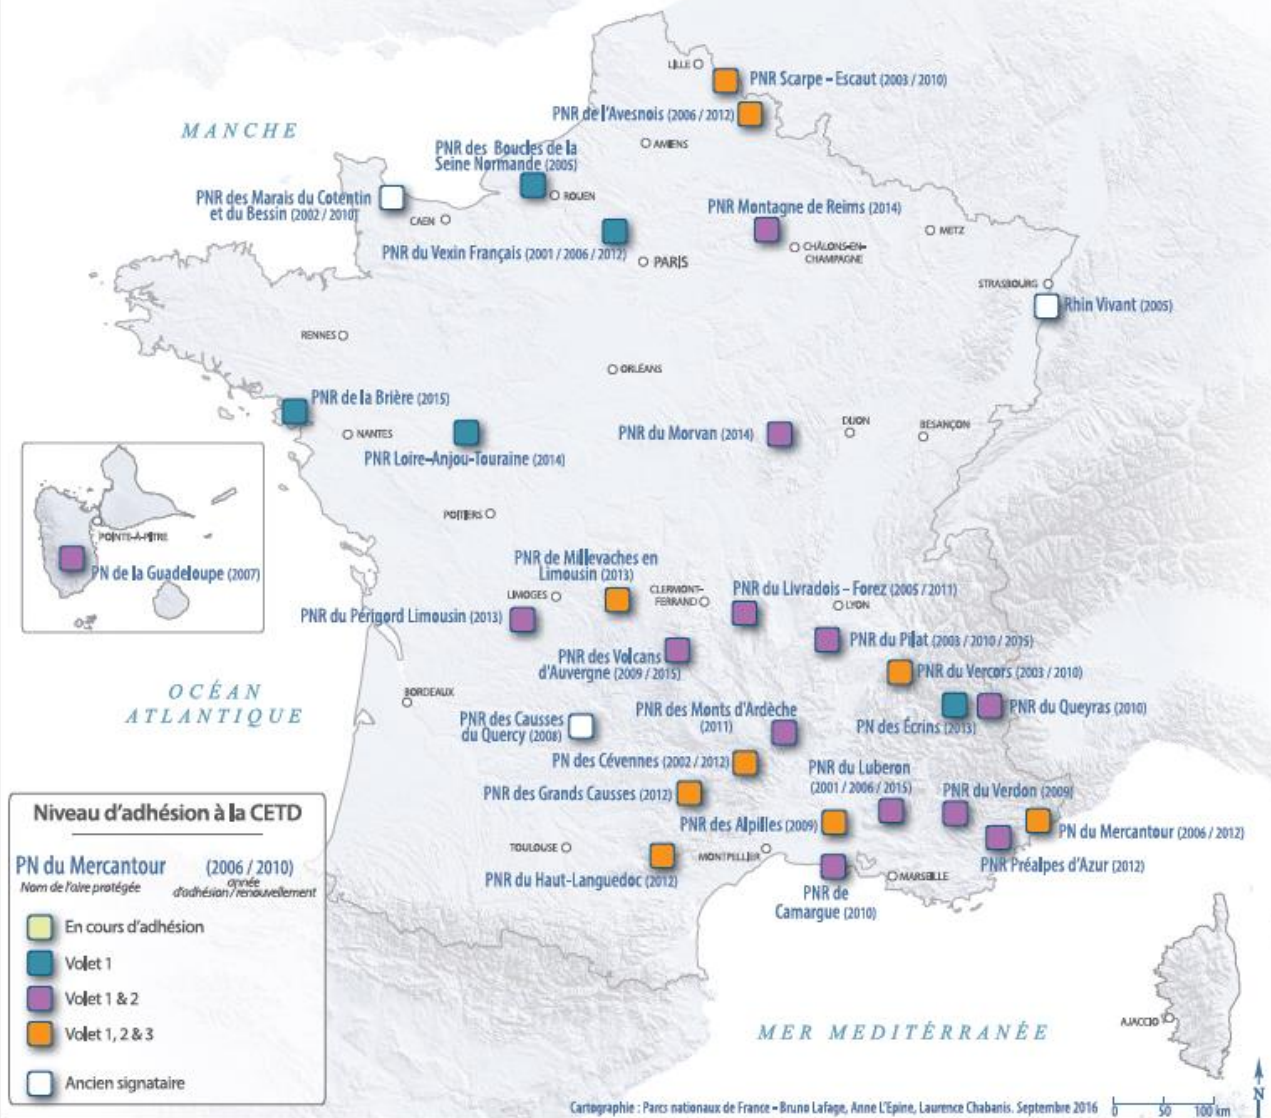 LILLE
PNR Scarpe – Escaut (2003 / 2010)
PNR de l'Avesnois (2006 / 2012)
MANCHE
AMIENS
PNR des Boucles de la
Seine Normande (2005)
ROUEN
PNR des Marais du Cotentin
et du Bessin (2002 / 2010)
CAEN
PNR Montagne de Reims (2014)
METZ
CHÂLONS-EN-
CHAMPAGNE
PNR du Vexin Français (2001 / 2006 / 2012)
PARIS
STRASBOURG
Rhin Vivant (2005)
RENNES
ORLÉANS
PNR de la Brière (2015)
NANTES
PNR Loire-Anjou-Touraine (2014)
PNR du Morvan (2014)
DIJON
BESANÇON
POITIERS
POINTE-À-PITRE
PN de la Guadeloupe (2007)
PNR de Millevaches en
Limousin (2013)
LIMOGES
CLERMONT-
FERRAND
PNR du Livradois – Forez (2005 / 2011)
LYON
PNR du Périgord Limousin (2013)
PNR du Pilat (2003 / 2010 / 2015)
PNR des Volcans
d'Auvergne (2009 / 2015)
PNR du Vercors (2003 / 2010)
OCÉAN
ATLANTIQUE
BORDEAUX
PNR des Causses
du Quercy (2008)
PNR des Monts d'Ardèche
(2011)
PN des Écrins (2013)
PNR du Queyras (2010)
PN des Cévennes (2002 / 2012)
PNR du Luberon
(2001 / 2006 / 2015)
PNR des Grands Causses (2012)
PNR du Verdon (2009)
PNR des Alpilles (2009)
PN du Mercantour (2006 / 2012)
TOULOUSE
MONTPELLIER
PNR Préalpes d'Azur (2012)
PNR du Haut-Languedoc (2012)
MARSEILLE
PNR de
Camargue (2010)
Niveau d'adhésion à la CETD
PN du Mercantour (2006 / 2010)
Nom de l'aire protégée
année
d'adhésion / renouvellement
En cours d'adhésion
Volet 1
Volet 1 & 2
Volet 1, 2 & 3
Ancien signataire
MER MEDITÉRRANÉE
AJACCIO
Cartographie : Parcs nationaux de France – Bruno Lafage, Anne L'Epine, Laurence Chabanis. Septembre 2016
0 50 100 km
N